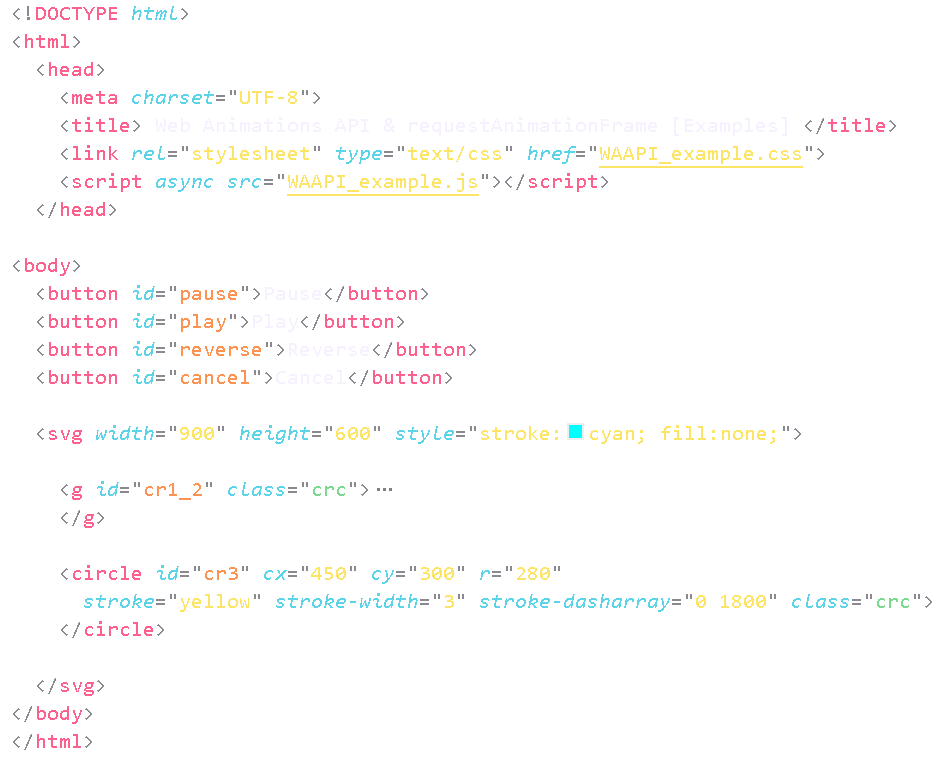 <!DOCTYPE html>
<html>
<head>
<meta charset="UTF-8">
<title> Web Animations API & requestAnimationFrame [Examples] </title>
<link rel="stylesheet" type="text/css" href="WAAPI_example.css">
<script async src="WAAPI_example.js"></script>
</head>
<body>
<button id="pause">Pause</button>
<button id="play">Play</button>
<button id="reverse">Reverse</button>
<button id="cancel">Cancel</button>
<svg width="900" height="600" style="stroke: cyan; fill:none;">
<g id="cr1_2" class="crc">…
</g>
<circle id="cr3" cx="450" cy="300" r="280"
stroke="yellow" stroke-width="3" stroke-dasharray="0 1800" class="crc">
</circle>
</svg>
</body>
</html>